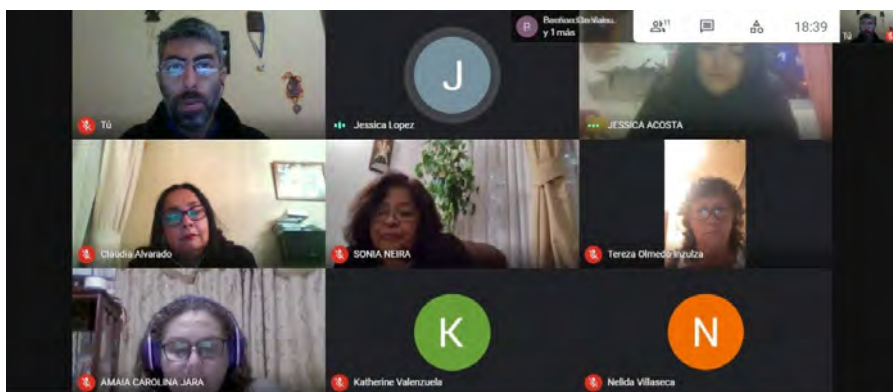 y 1 más
11
18:39
Tú
J
Tú
Jessica Lopez
JESSICA ACOSTA
Claudia Alvarado
SONIA NEIRA
Tereza Olmedo Inzulza
K
N
AMAIA CAROLINA JARA
Katherine Valenzuela
Nelida Villaseca